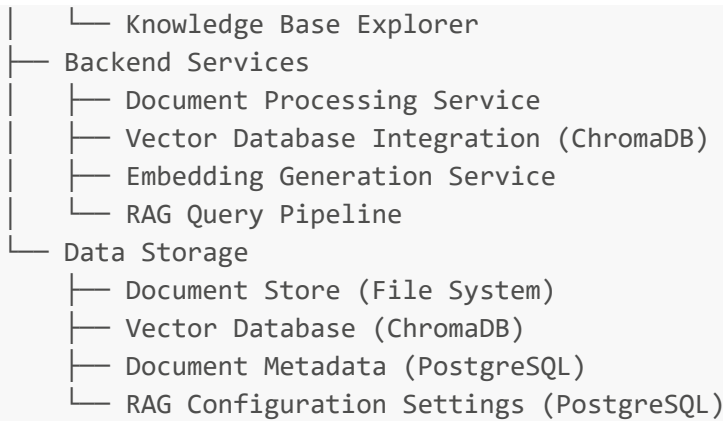 │   └── Knowledge Base Explorer
├── Backend Services
│   ├── Document Processing Service
│   ├── Vector Database Integration (ChromaDB)
│   ├── Embedding Generation Service
│   └── RAG Query Pipeline
└── Data Storage
    ├── Document Store (File System)
    ├── Vector Database (ChromaDB)
    ├── Document Metadata (PostgreSQL)
    └── RAG Configuration Settings (PostgreSQL)